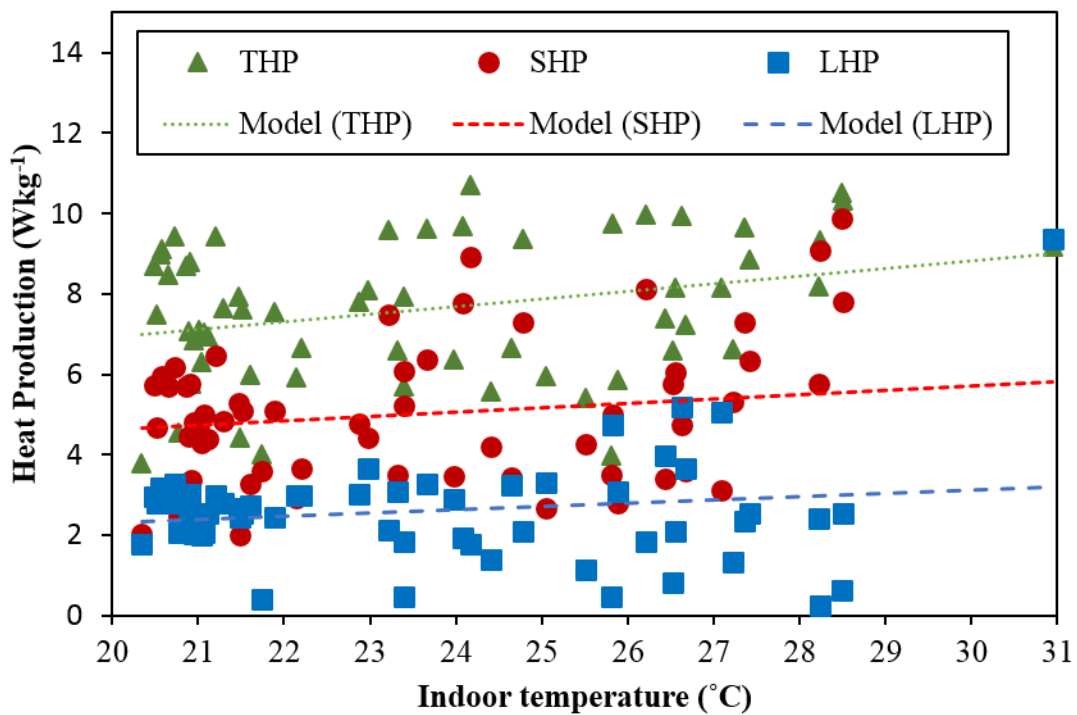 14
12
10
8
6
4
2
0
Heat Production (Wkg⁻¹)
THP SHP LHP
Model (THP) Model (SHP) Model (LHP)
20 21 22 23 24 25 26 27 28 29 30 31
Indoor temperature (˚C)